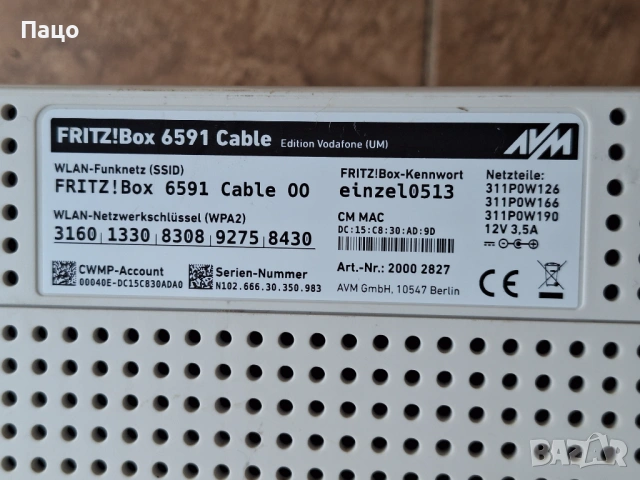 Пацо
FRITZ!Box 6591 Cable Edition Vodafone (UM)
AVM
WLAN-Funknetz (SSID)
FRITZ!Box 6591 Cable OO
WLAN-Netzwerkschlüssel (WPA2)
3160 1330 8308 9275 8430
FRITZ!Box-Kennwort
einzel0513
CM MAC
DC:15:C8:30:AD:9D
Netzteile:
311P0W126
311P0W166
311P0W190
12V 3,5A
CWMP-Account
00040E-DC15C830ADA0
Serien-Nummer
N102.666.30.350.983
Art.-Nr.: 2000 2827
AVM GmbH, 10547 Berlin
CE
BAZAR